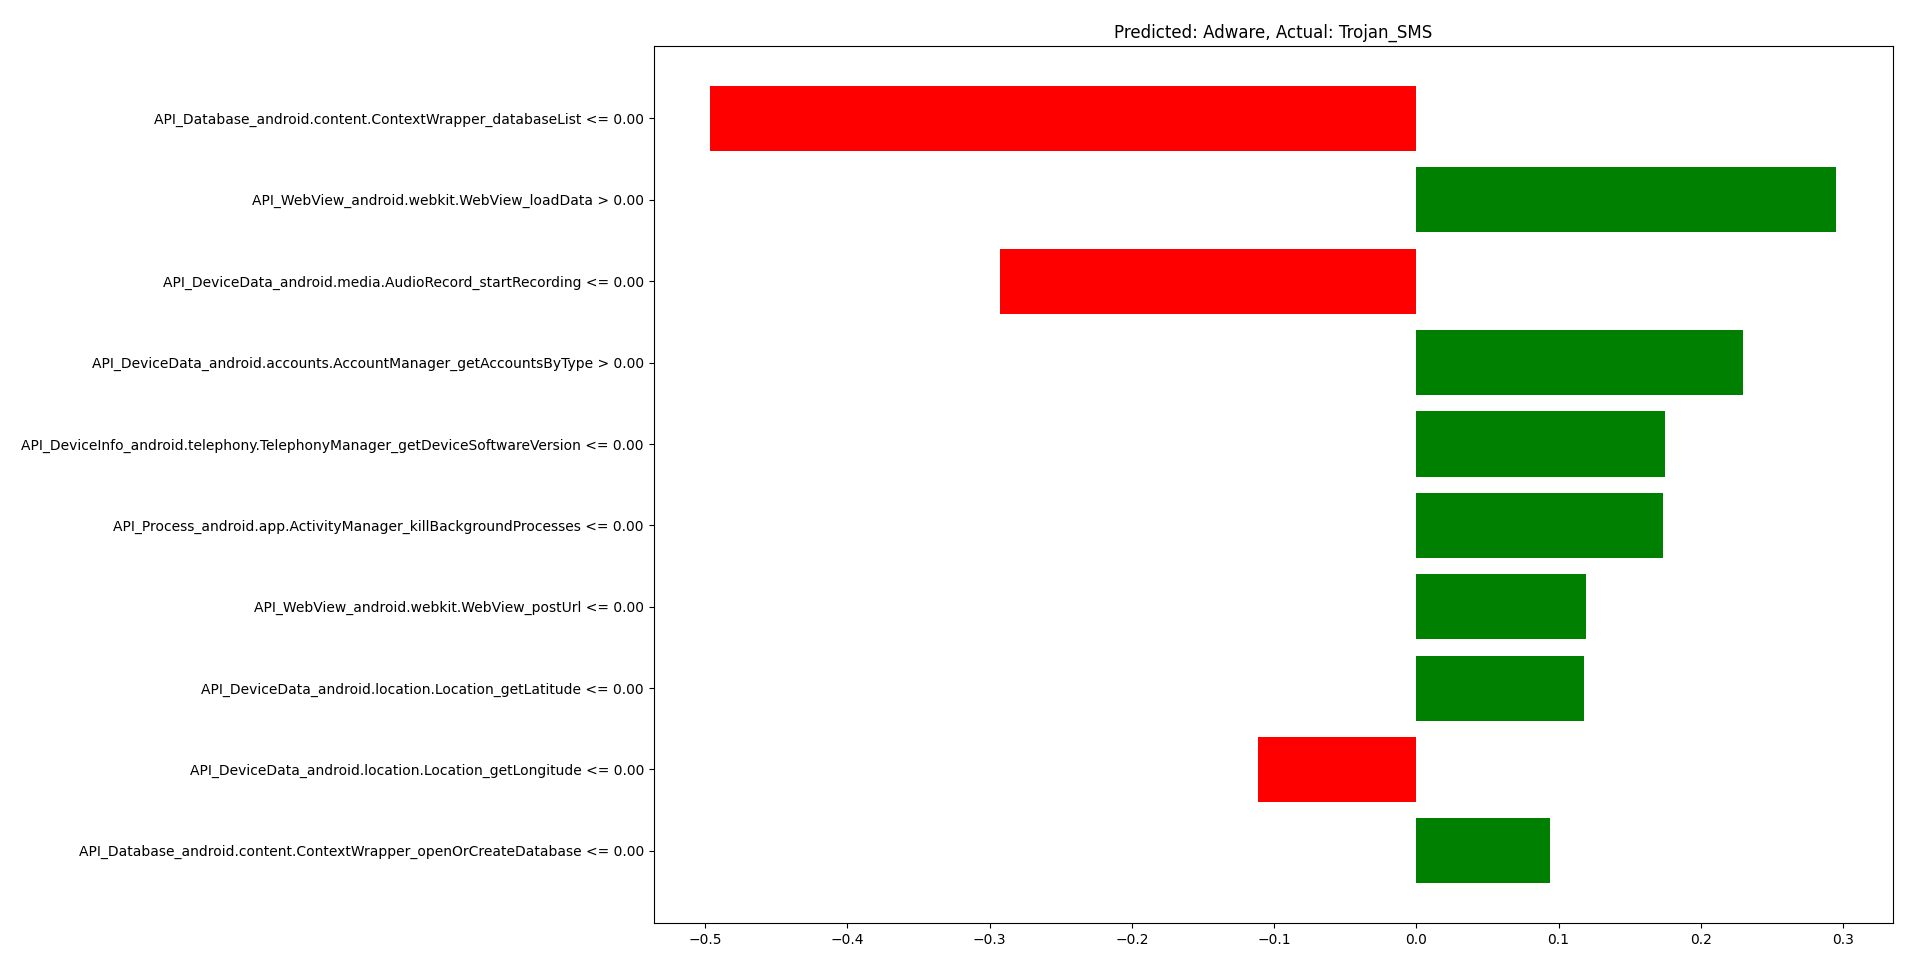 Predicted: Adware, Actual: Trojan_SMS
API_Database_android.content.ContextWrapper_databaseList <= 0.00
API_WebView_android.webkit.WebView_loadData > 0.00
API_DeviceData_android.media.AudioRecord_startRecording <= 0.00
API_DeviceData_android.accounts.AccountManager_getAccountsByType > 0.00
API_DeviceInfo_android.telephony.TelephonyManager_getDeviceSoftwareVersion <= 0.00
API_Process_android.app.ActivityManager_killBackgroundProcesses <= 0.00
API_WebView_android.webkit.WebView_postUrl <= 0.00
API_DeviceData_android.location.Location_getLatitude <= 0.00
API_DeviceData_android.location.Location_getLongitude <= 0.00
API_Database_android.content.ContextWrapper_openOrCreateDatabase <= 0.00
−0.5 −0.4 −0.3 −0.2 −0.1 0.0 0.1 0.2 0.3